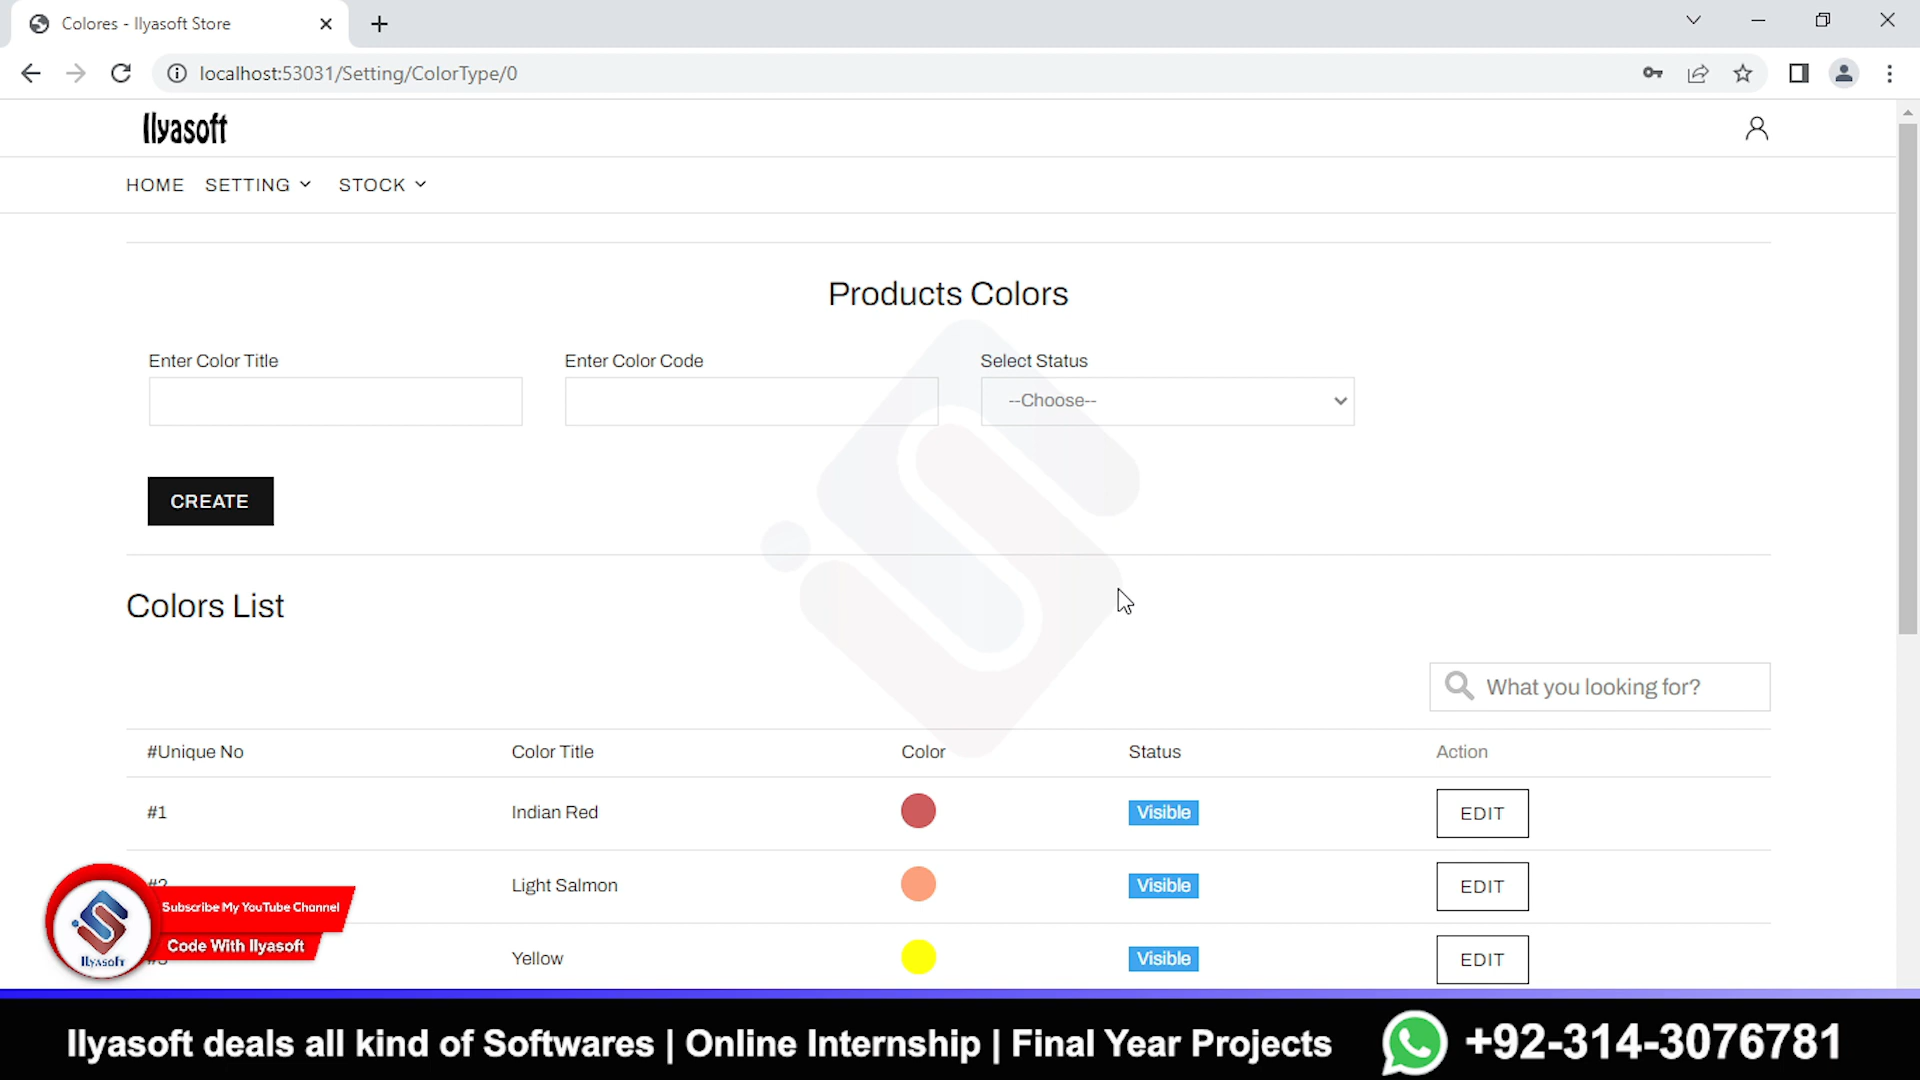 Colores - Ilyasoft Store
localhost:53031/Setting/ColorType/0
Ilyasoft
HOME SETTING STOCK
Products Colors
Enter Color Title Enter Color Code Select Status
--Choose--
CREATE
Colors List
What you looking for?
#Unique No Color Title Color Status Action
#1 Indian Red Visible EDIT
#2 Light Salmon Visible EDIT
#3 Yellow Visible EDIT
Subscribe My YouTube Channel
Code With Ilyasoft
Ilyasoft
Ilyasoft deals all kind of Softwares | Online Internship | Final Year Projects +92-314-3076781